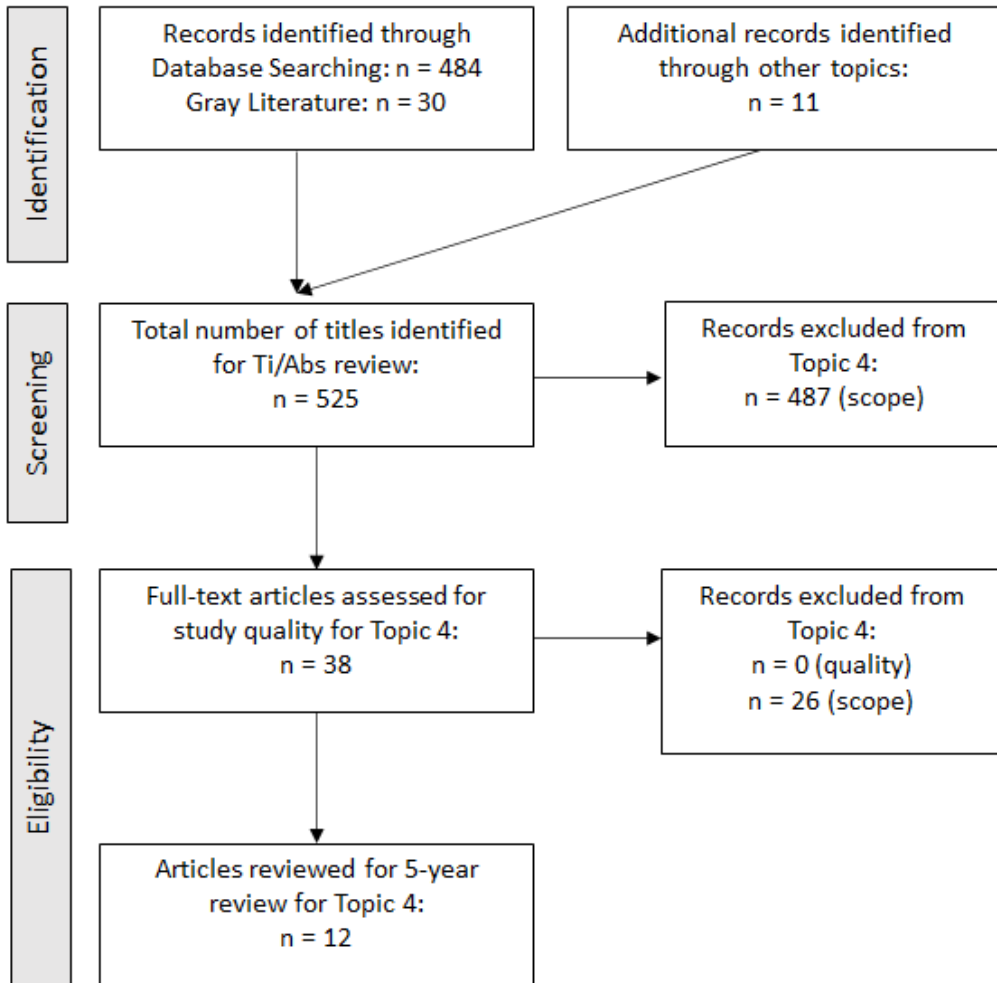 Identification
Records identified through
Database Searching: n = 484
Gray Literature: n = 30
Additional records identified
through other topics:
n = 11
Screening
Total number of titles identified
for Ti/Abs review:
n = 525
Records excluded from
Topic 4:
n = 487 (scope)
Eligibility
Full-text articles assessed for
study quality for Topic 4:
n = 38
Records excluded from
Topic 4:
n = 0 (quality)
n = 26 (scope)
Articles reviewed for 5-year
review for Topic 4:
n = 12